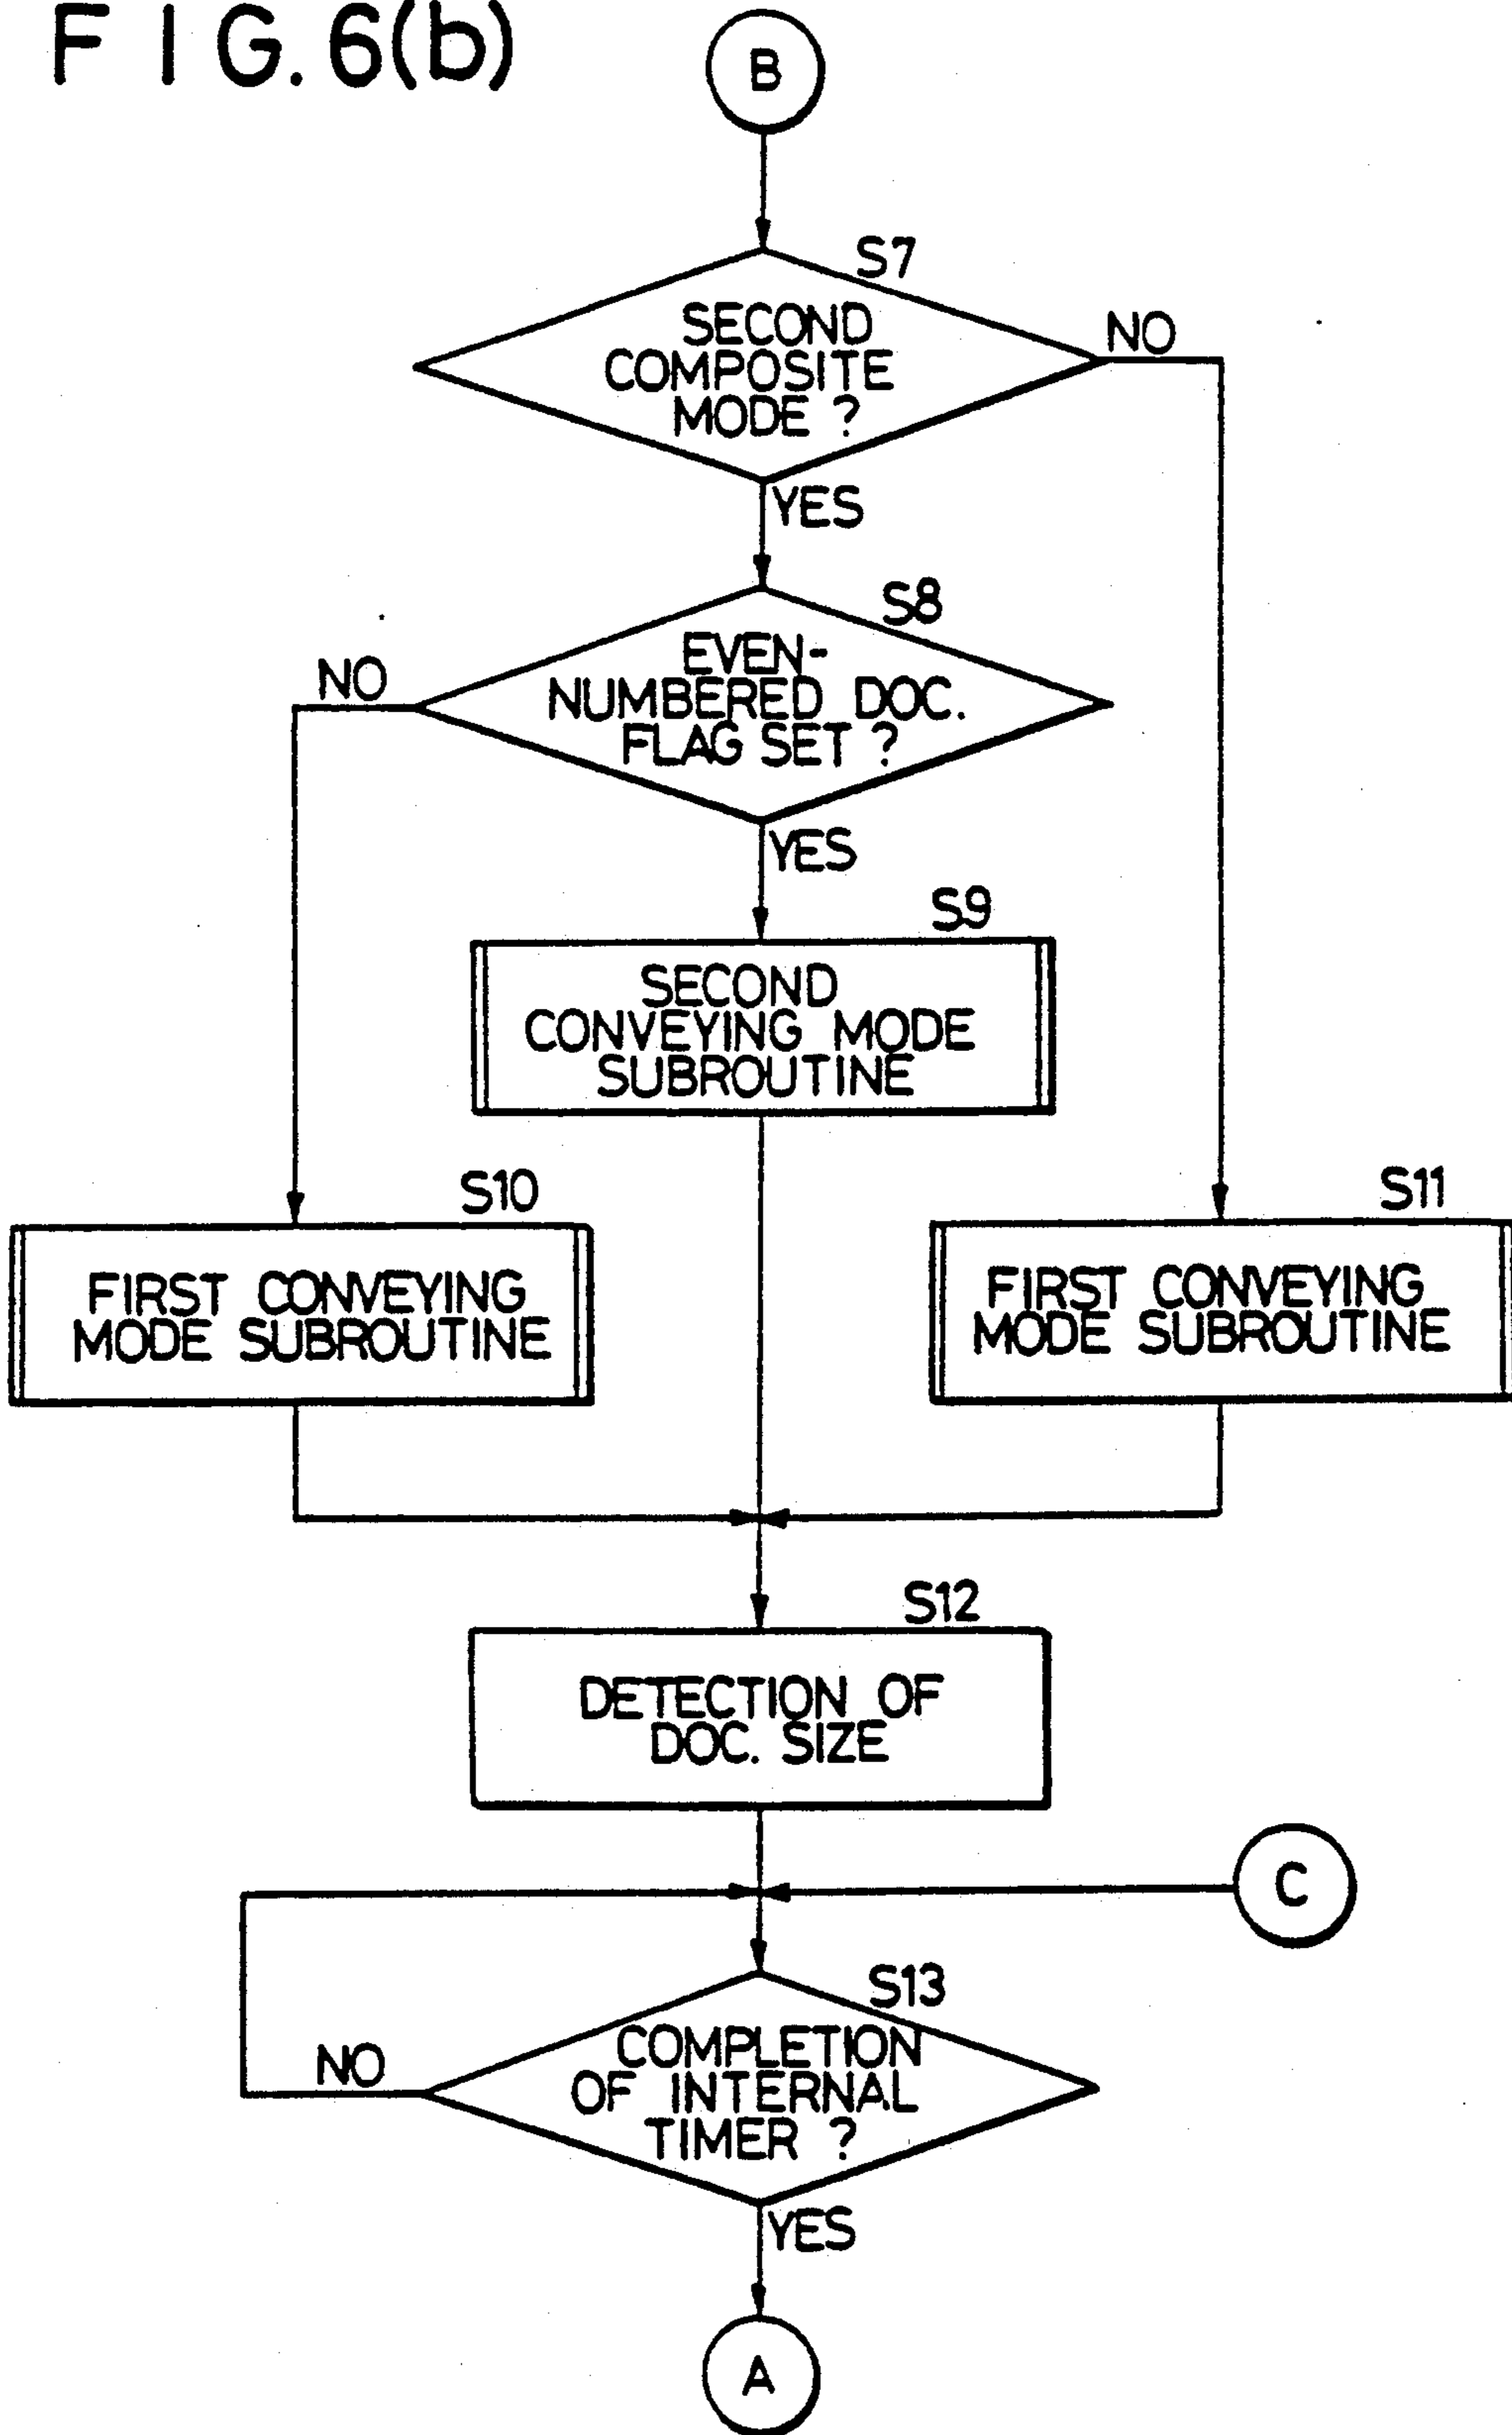 FIG. 6(b)
B
S7
SECOND
COMPOSITE
MODE ?
NO
YES
S8
EVEN-
NUMBERED DOC.
FLAG SET ?
NO
YES
S9
SECOND
CONVEYING MODE
SUBROUTINE
S10
FIRST CONVEYING
MODE SUBROUTINE
S11
FIRST CONVEYING
MODE SUBROUTINE
S12
DETECTION OF
DOC. SIZE
C
S13
COMPLETION
OF INTERNAL
TIMER ?
NO
YES
A